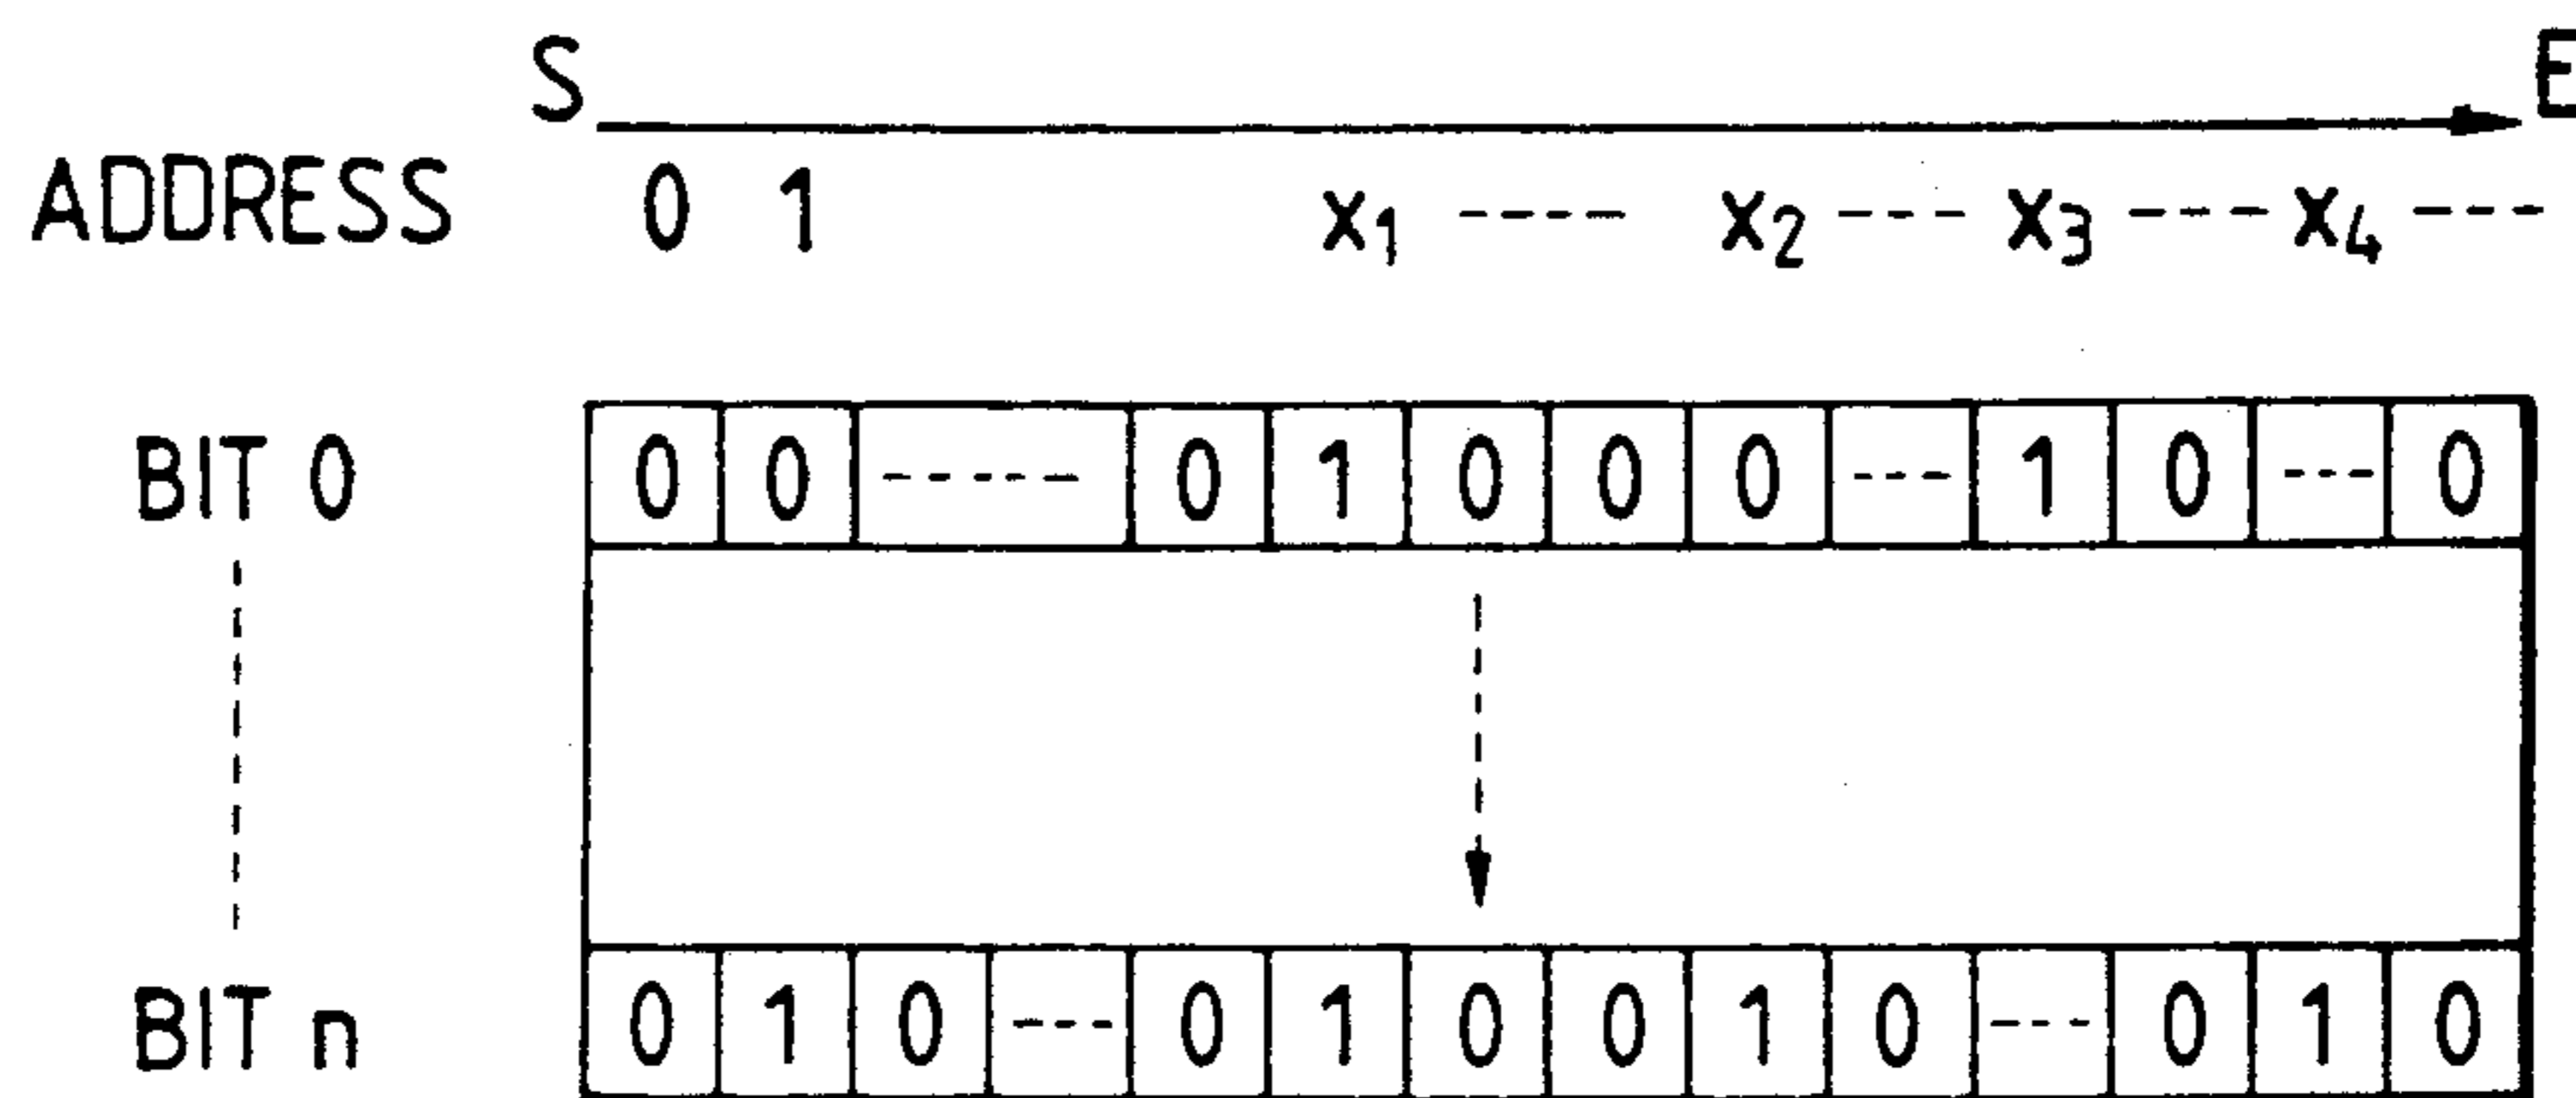 S E
ADDRESS 0 1 x₁ ---- x₂ --- x₃ --- x₄ ---
BIT 0 0 0 ----- 0 1 0 0 0 --- 1 0 --- 0
BIT n 0 1 0 --- 0 1 0 0 1 0 --- 0 1 0